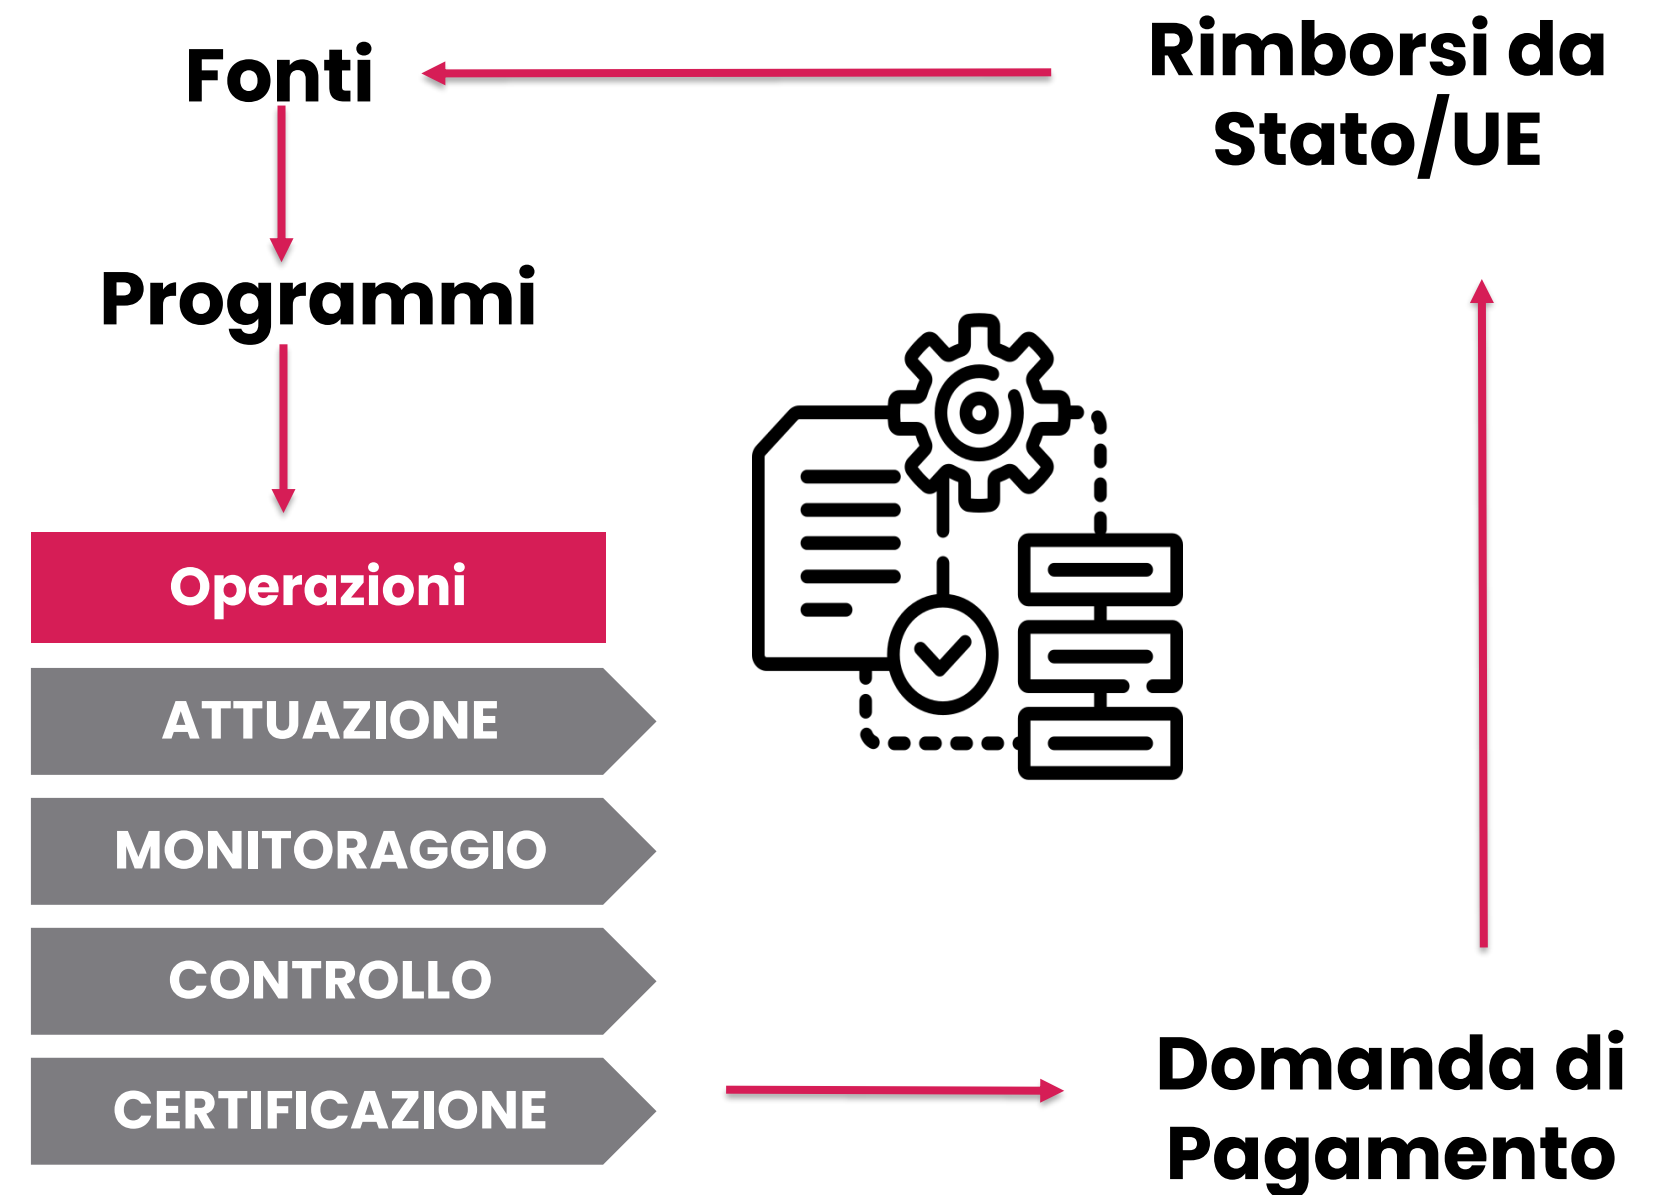 Fonti
Rimborsi da
Stato/UE
Programmi
Operazioni
ATTUAZIONE
MONITORAGGIO
CONTROLLO
CERTIFICAZIONE
Domanda di
Pagamento